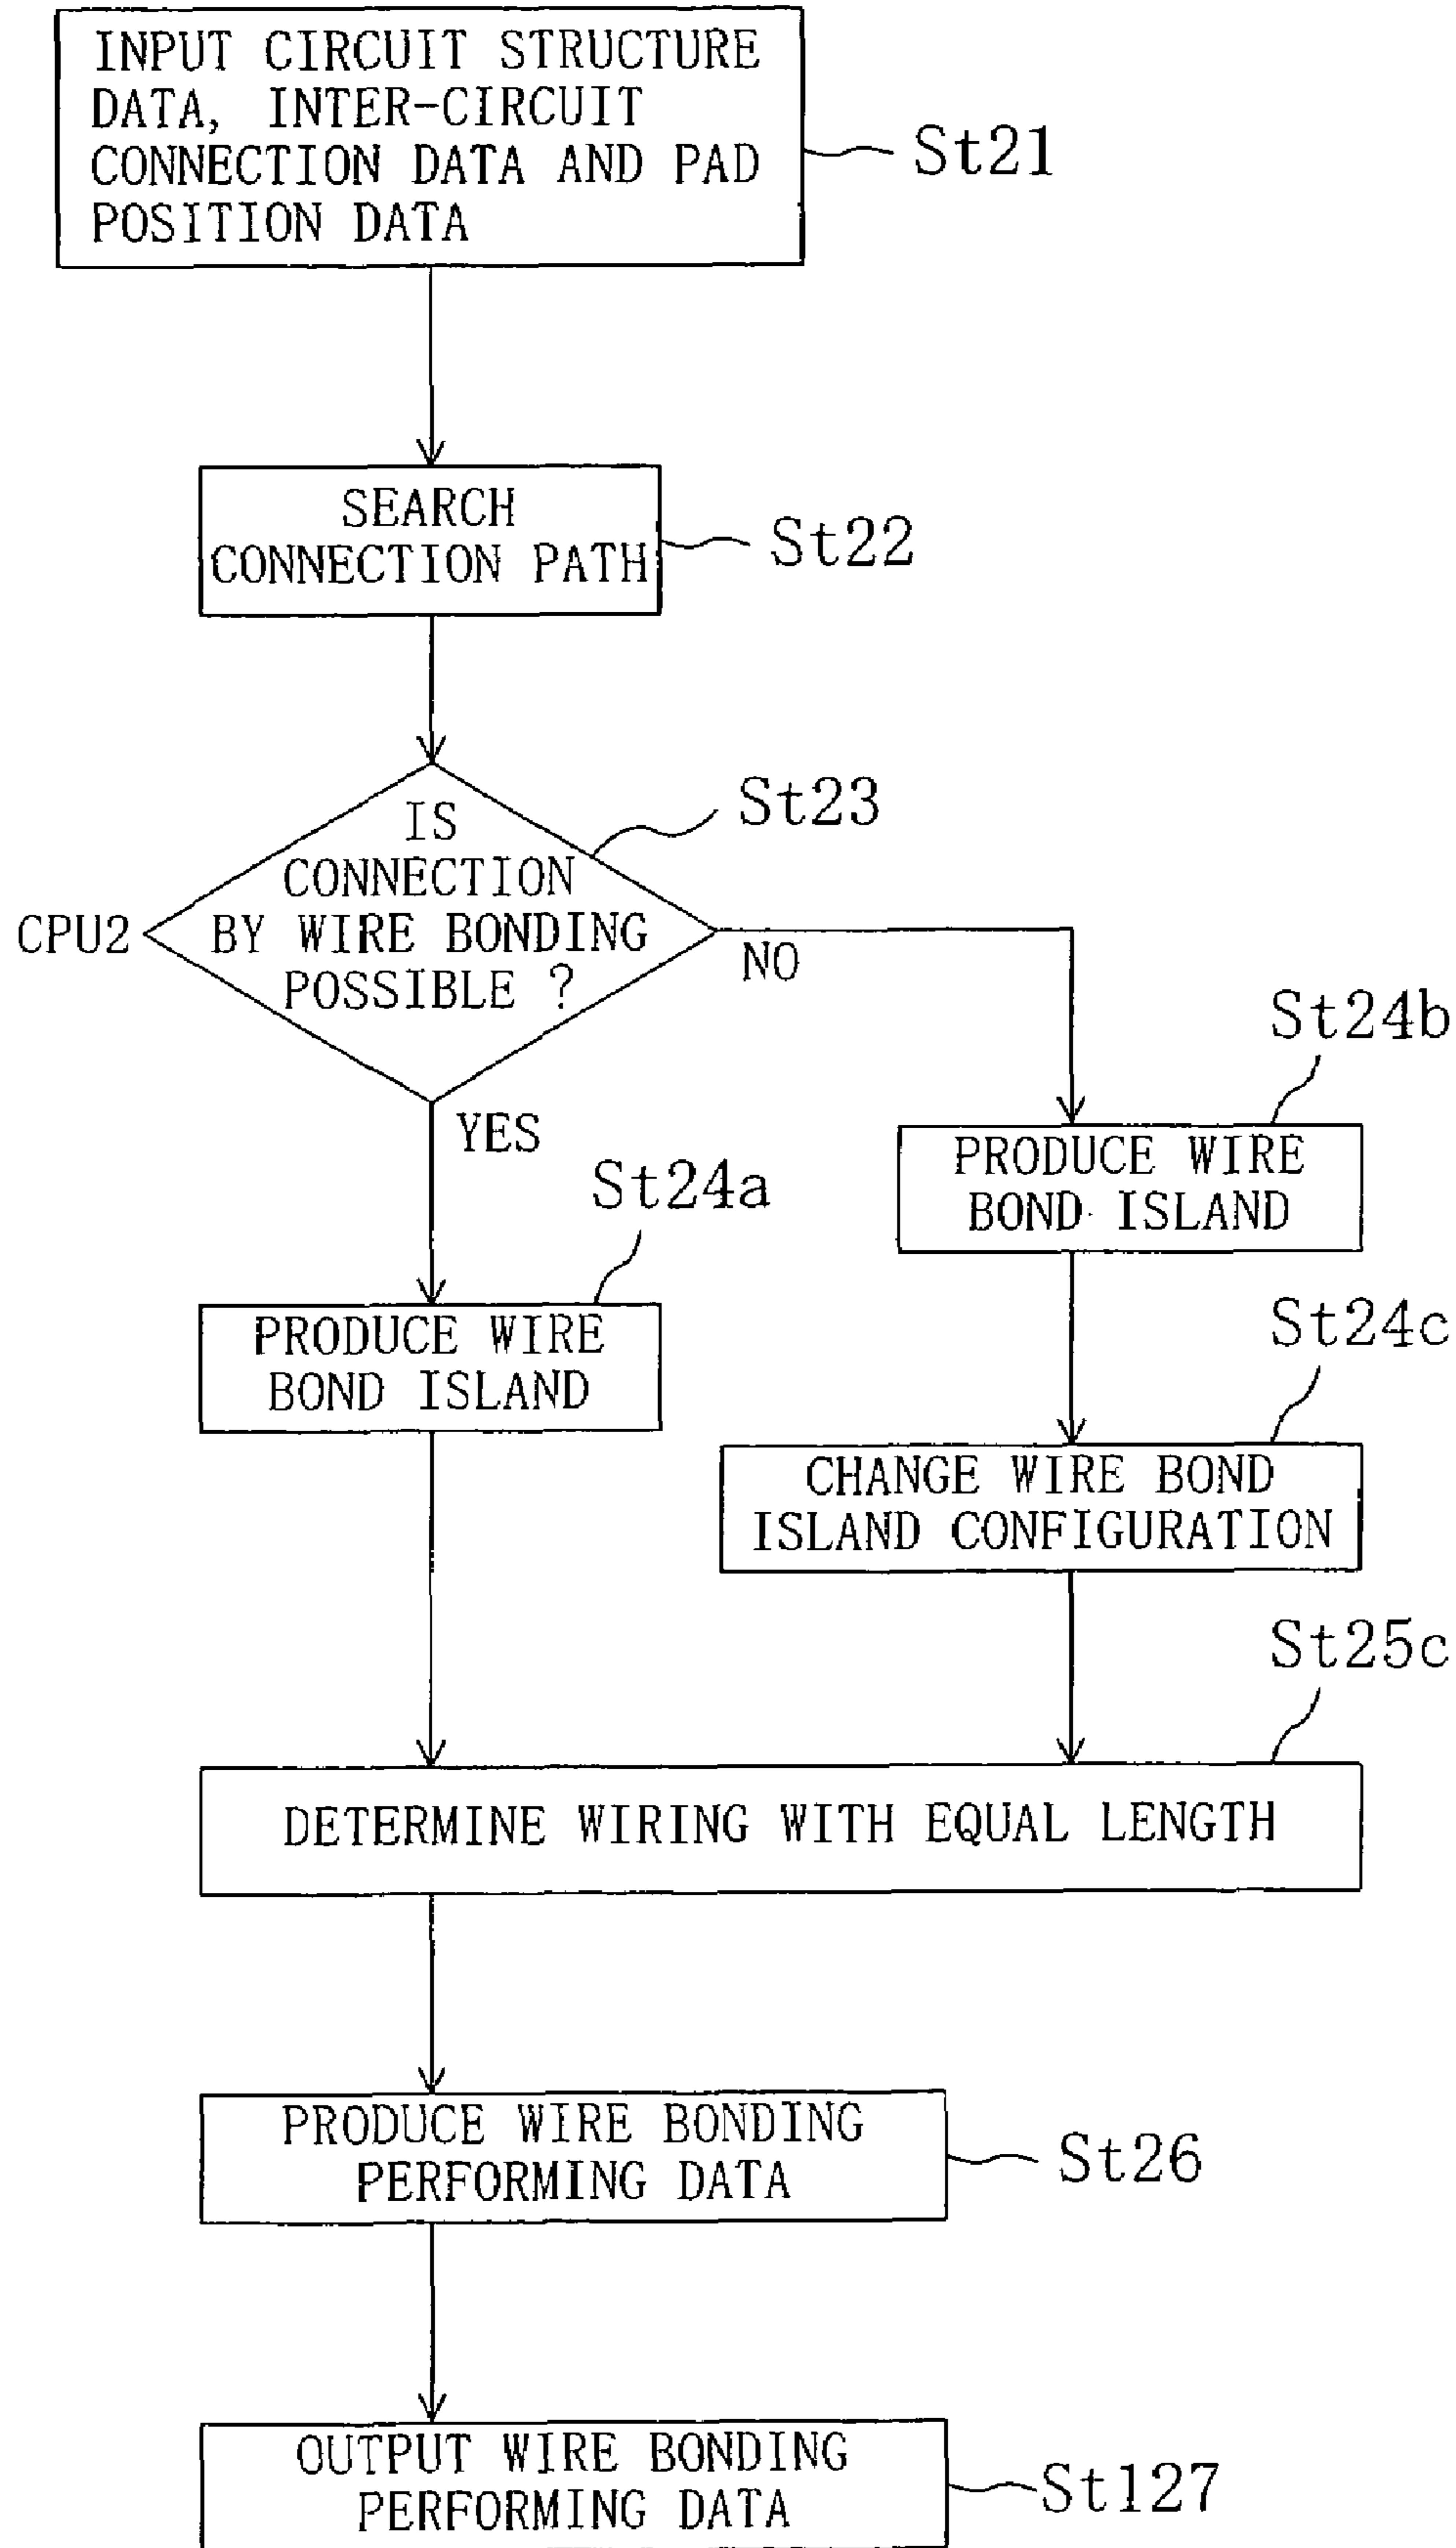 INPUT CIRCUIT STRUCTURE
DATA, INTER-CIRCUIT
CONNECTION DATA AND PAD
POSITION DATA
St21
SEARCH
CONNECTION PATH
St22
IS
CONNECTION
BY WIRE BONDING
POSSIBLE ?
St23
CPU2
NO
YES
St24a
PRODUCE WIRE
BOND ISLAND
St24b
PRODUCE WIRE
BOND ISLAND
St24c
CHANGE WIRE BOND
ISLAND CONFIGURATION
St25c
DETERMINE WIRING WITH EQUAL LENGTH
PRODUCE WIRE BONDING
PERFORMING DATA
St26
OUTPUT WIRE BONDING
PERFORMING DATA
St127